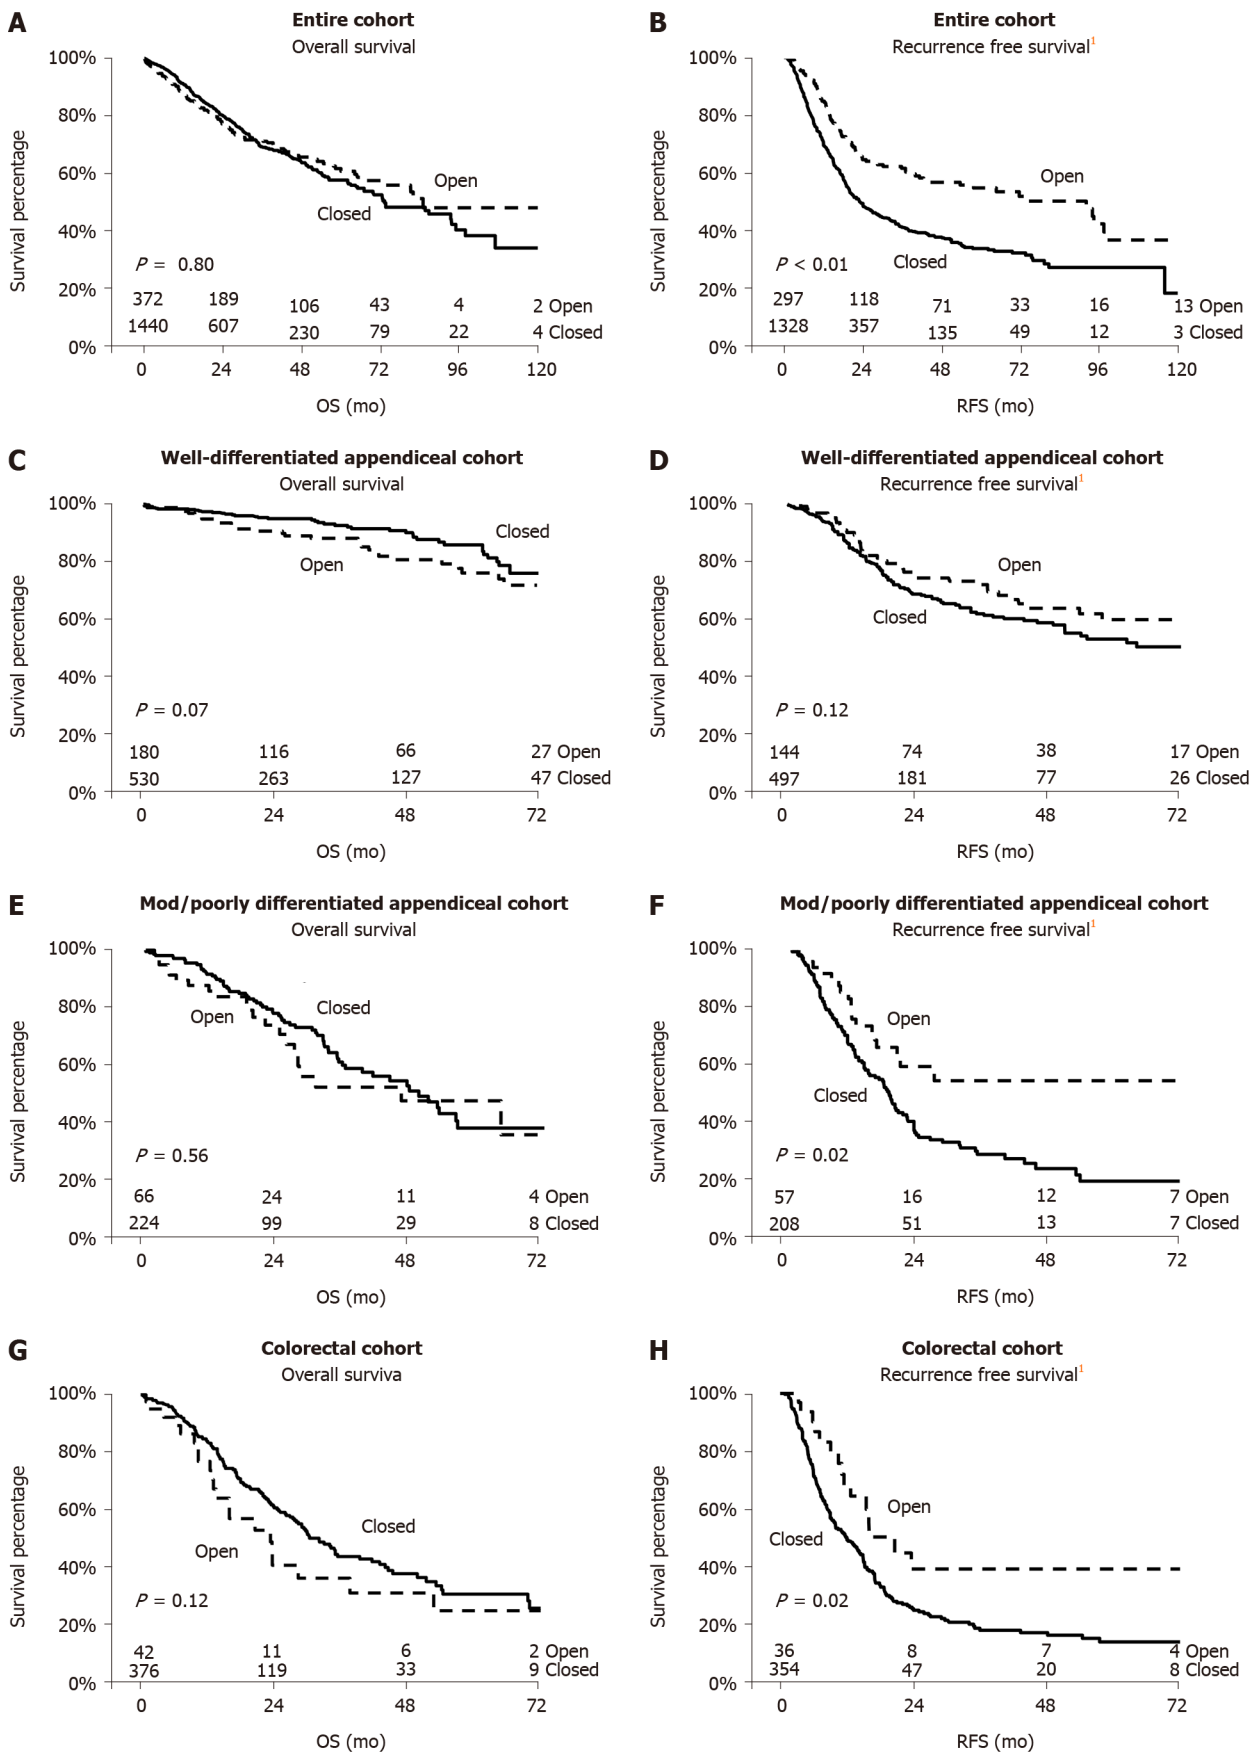 A
Entire cohort
Overall survival
Survival percentage
100%
80%
60%
40%
20%
0%
Open
Closed
P = 0.80
372 189 106 43 4 2 Open
1440 607 230 79 22 4 Closed
0 24 48 72 96 120
OS (mo)
B
Entire cohort
Recurrence free survival1
Survival percentage
100%
80%
60%
40%
20%
0%
Open
Closed
P < 0.01
297 118 71 33 16 13 Open
1328 357 135 49 12 3 Closed
0 24 48 72 96 120
RFS (mo)
C
Well-differentiated appendiceal cohort
Overall survival
Survival percentage
100%
80%
60%
40%
20%
0%
Closed
Open
P = 0.07
180 116 66 27 Open
530 263 127 47 Closed
0 24 48 72
OS (mo)
D
Well-differentiated appendiceal cohort
Recurrence free survival1
Survival percentage
100%
80%
60%
40%
20%
0%
Open
Closed
P = 0.12
144 74 38 17 Open
497 181 77 26 Closed
0 24 48 72
RFS (mo)
E
Mod/poorly differentiated appendiceal cohort
Overall survival
Survival percentage
100%
80%
60%
40%
20%
0%
Closed
Open
P = 0.56
66 24 11 4 Open
224 99 29 8 Closed
0 24 48 72
OS (mo)
F
Mod/poorly differentiated appendiceal cohort
Recurrence free survival1
Survival percentage
100%
80%
60%
40%
20%
0%
Open
Closed
P = 0.02
57 16 12 7 Open
208 51 13 7 Closed
0 24 48 72
RFS (mo)
G
Colorectal cohort
Overall surviva
Survival percentage
100%
80%
60%
40%
20%
0%
Closed
Open
P = 0.12
42 11 6 2 Open
376 119 33 9 Closed
0 24 48 72
OS (mo)
H
Colorectal cohort
Recurrence free survival1
Survival percentage
100%
80%
60%
40%
20%
0%
Open
Closed
P = 0.02
36 8 7 4 Open
354 47 20 8 Closed
0 24 48 72
RFS (mo)